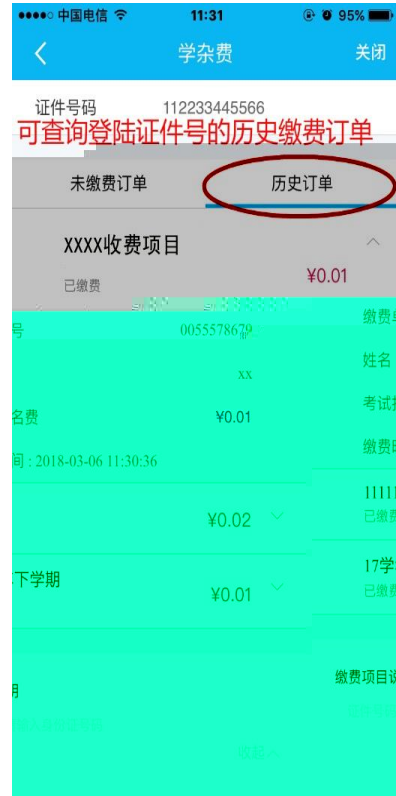 中国电信 11:31 95%
学杂费 关闭
证件号码 112233445566
可查询登陆证件号的历史缴费订单
未缴费订单 历史订单
XXXX收费项目
已缴费 ¥0.01
缴费
号 0055578679
姓名
xx
考试
名费 ¥0.01
缴费
间 : 2018-03-06 11:30:36
1111
¥0.02
已缴费
17学
下学期
¥0.01
已缴费
缴费项目说
期
收起